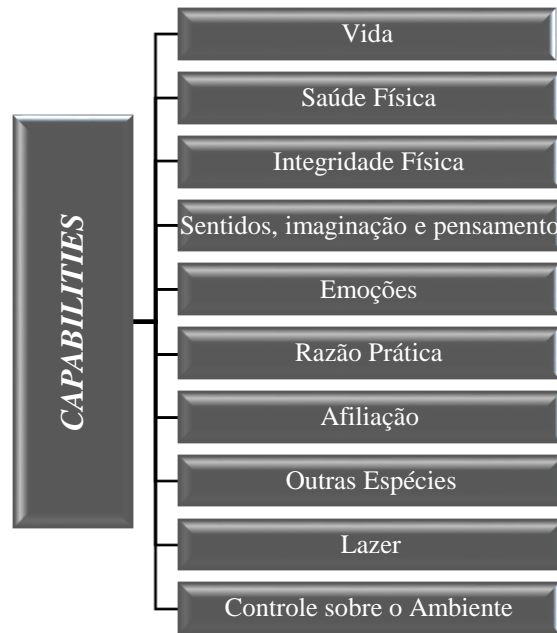 CAPABILITIES
Vida
Saúde Física
Integridade Física
Sentidos, imaginação e pensamento
Emoções
Razão Prática
Afiliação
Outras Espécies
Lazer
Controle sobre o Ambiente